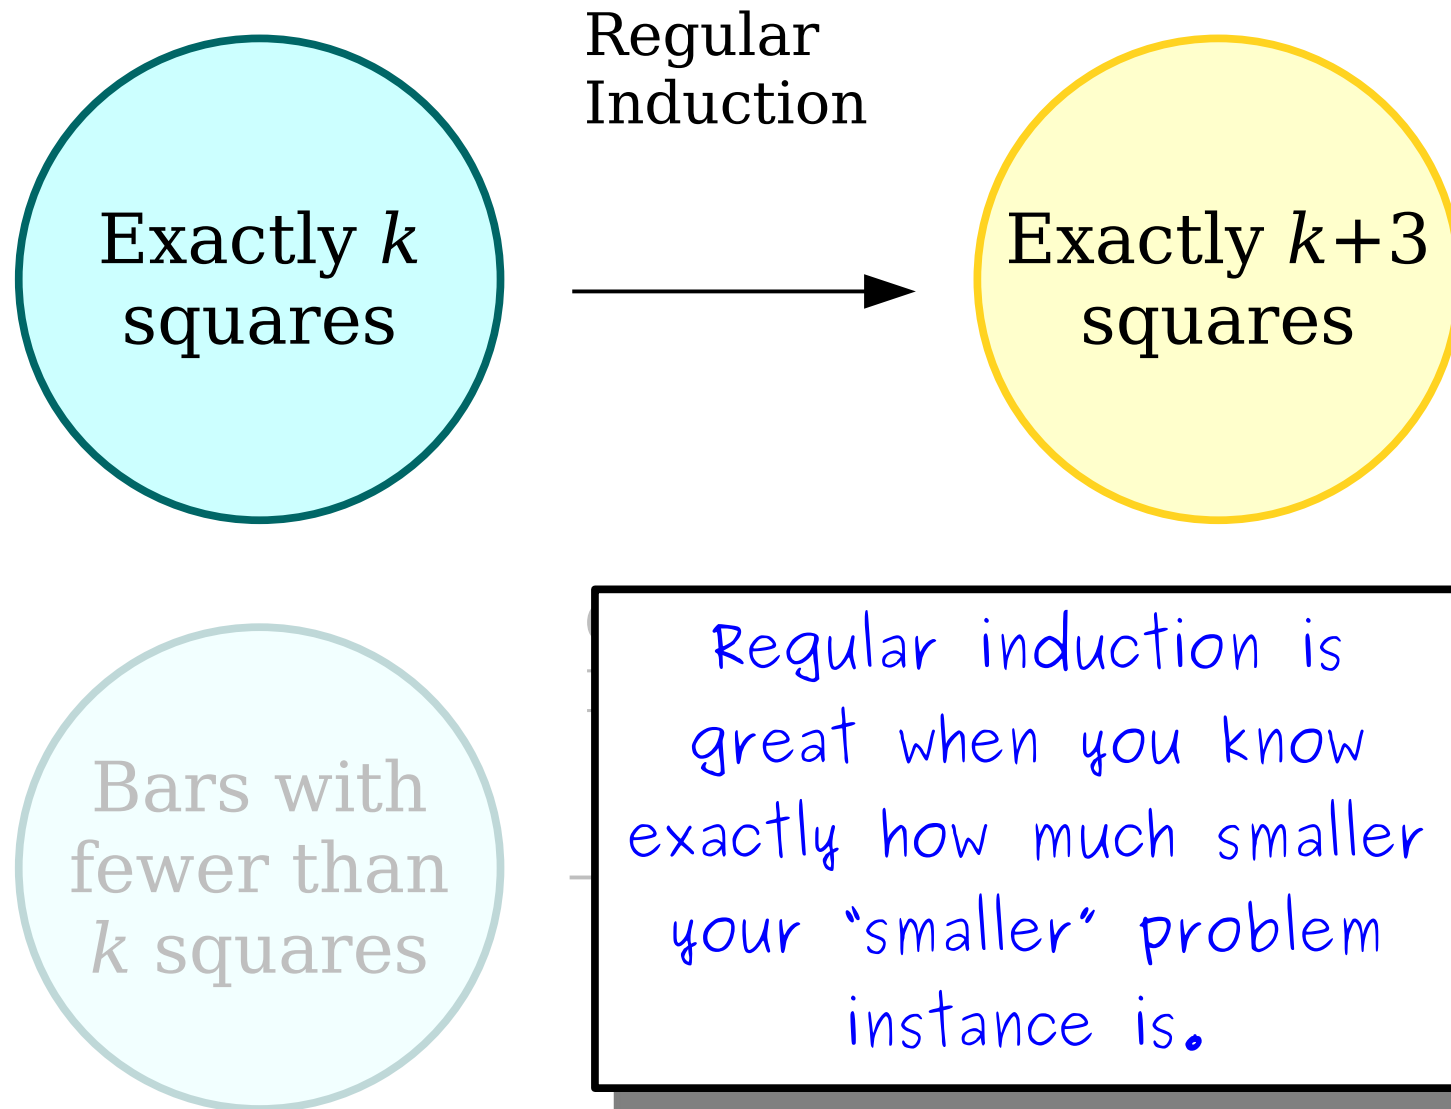 Regular
Induction
Exactly k
squares
Exactly k+3
squares
Bars with
fewer than
k squares
Regular induction is
great when you know
exactly how much smaller
your “smaller” problem
instance is.